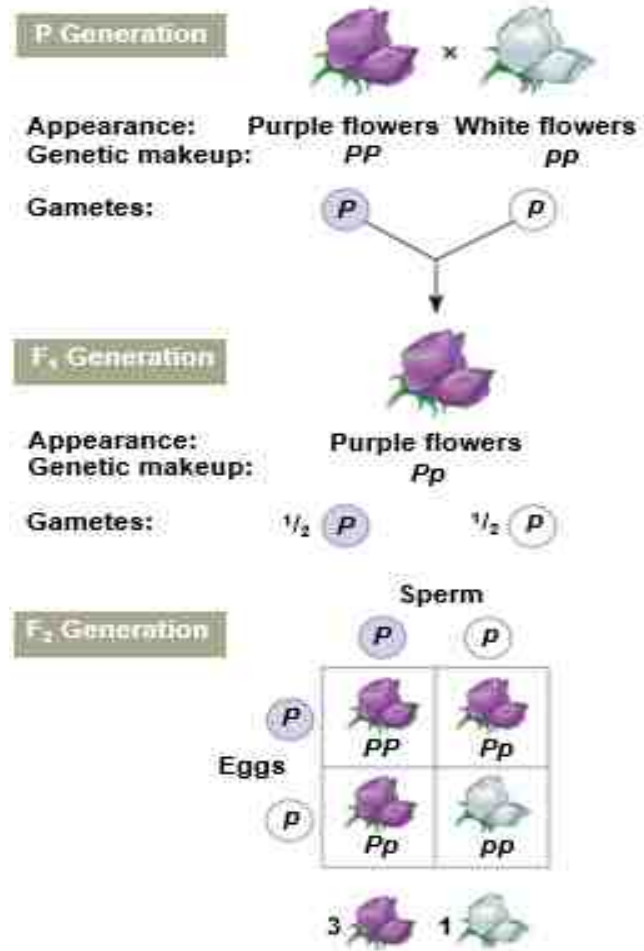 P Generation
×
Appearance: Purple flowers White flowers
Genetic makeup: PP pp
Gametes: P p
F₁ Generation
Appearance: Purple flowers
Genetic makeup: Pp
Gametes: 1/2 P 1/2 p
Sperm
F₂ Generation
P p
P
PP Pp
Eggs
p
Pp pp
3 1